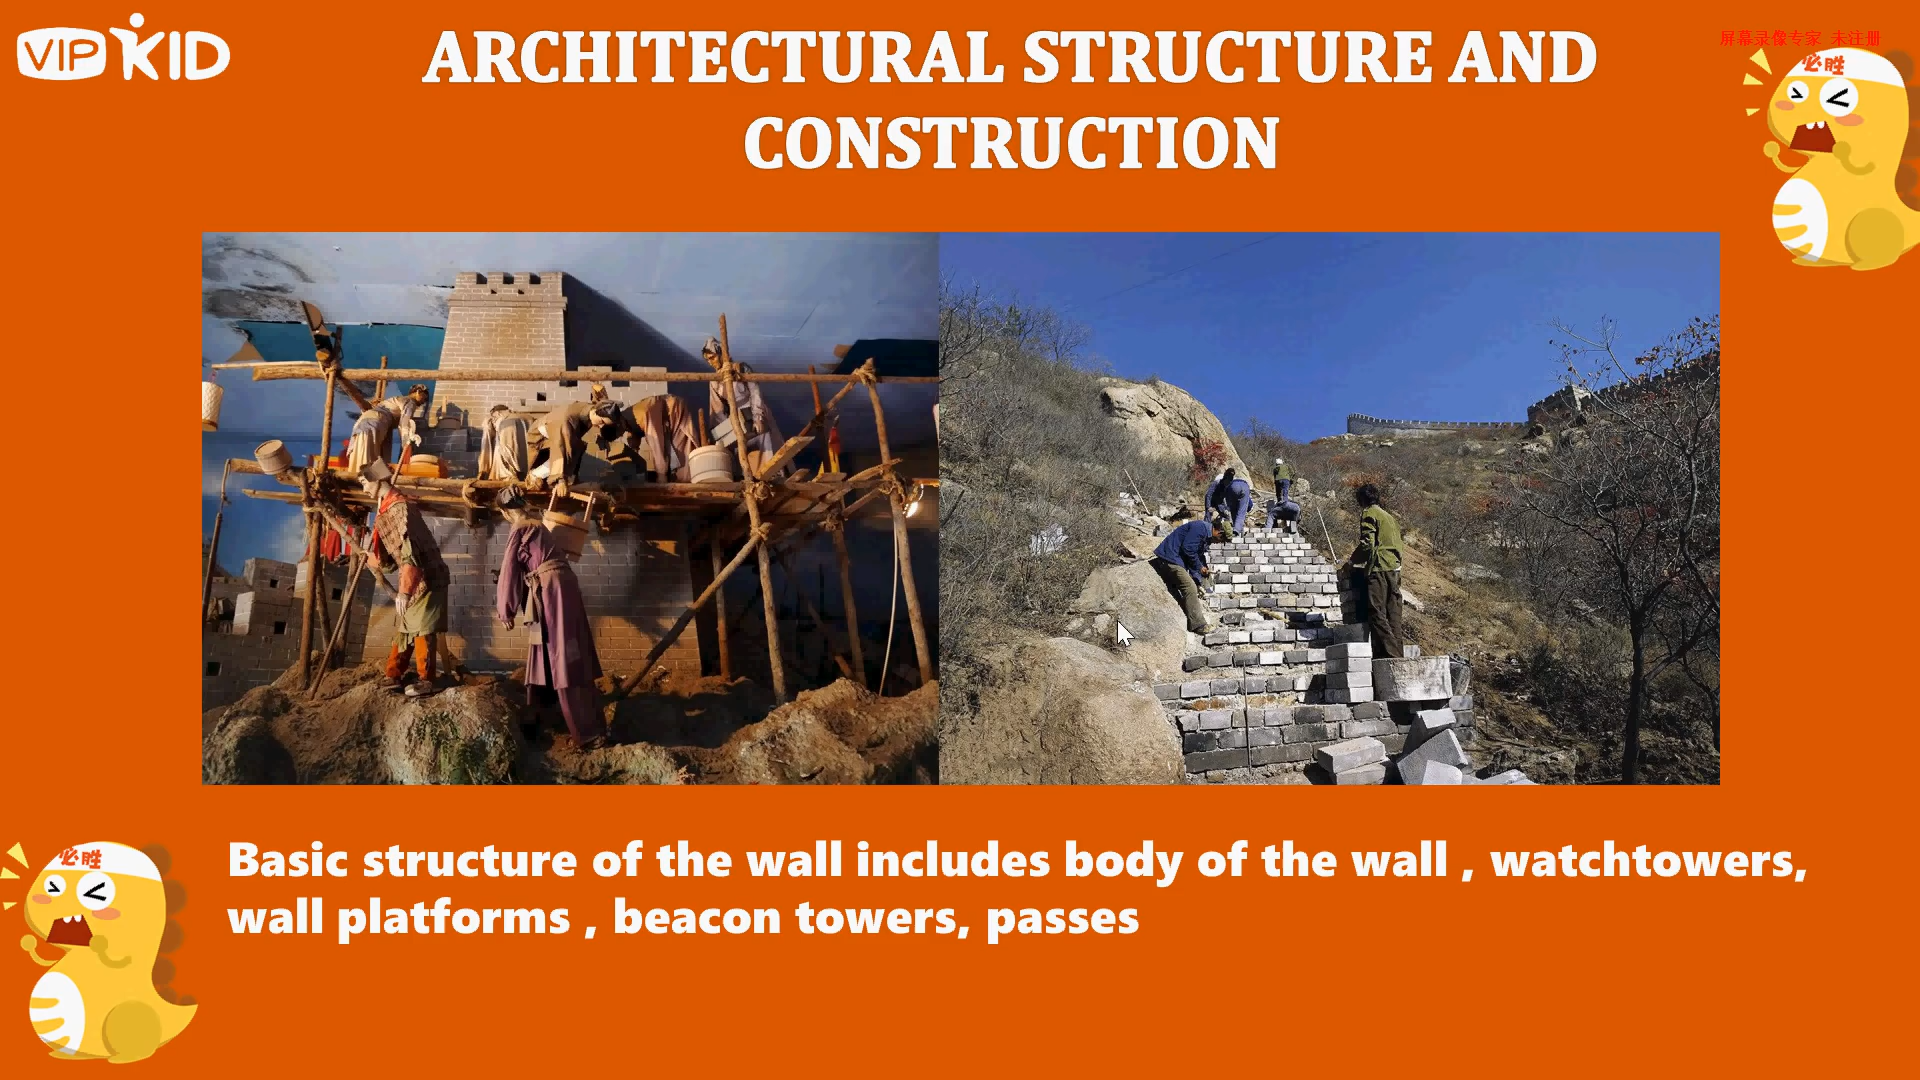 VIPKID
ARCHITECTURAL STRUCTURE AND
CONSTRUCTION
屏幕录像专家 未注册
必胜
必胜
Basic structure of the wall includes body of the wall , watchtowers,
wall platforms , beacon towers, passes